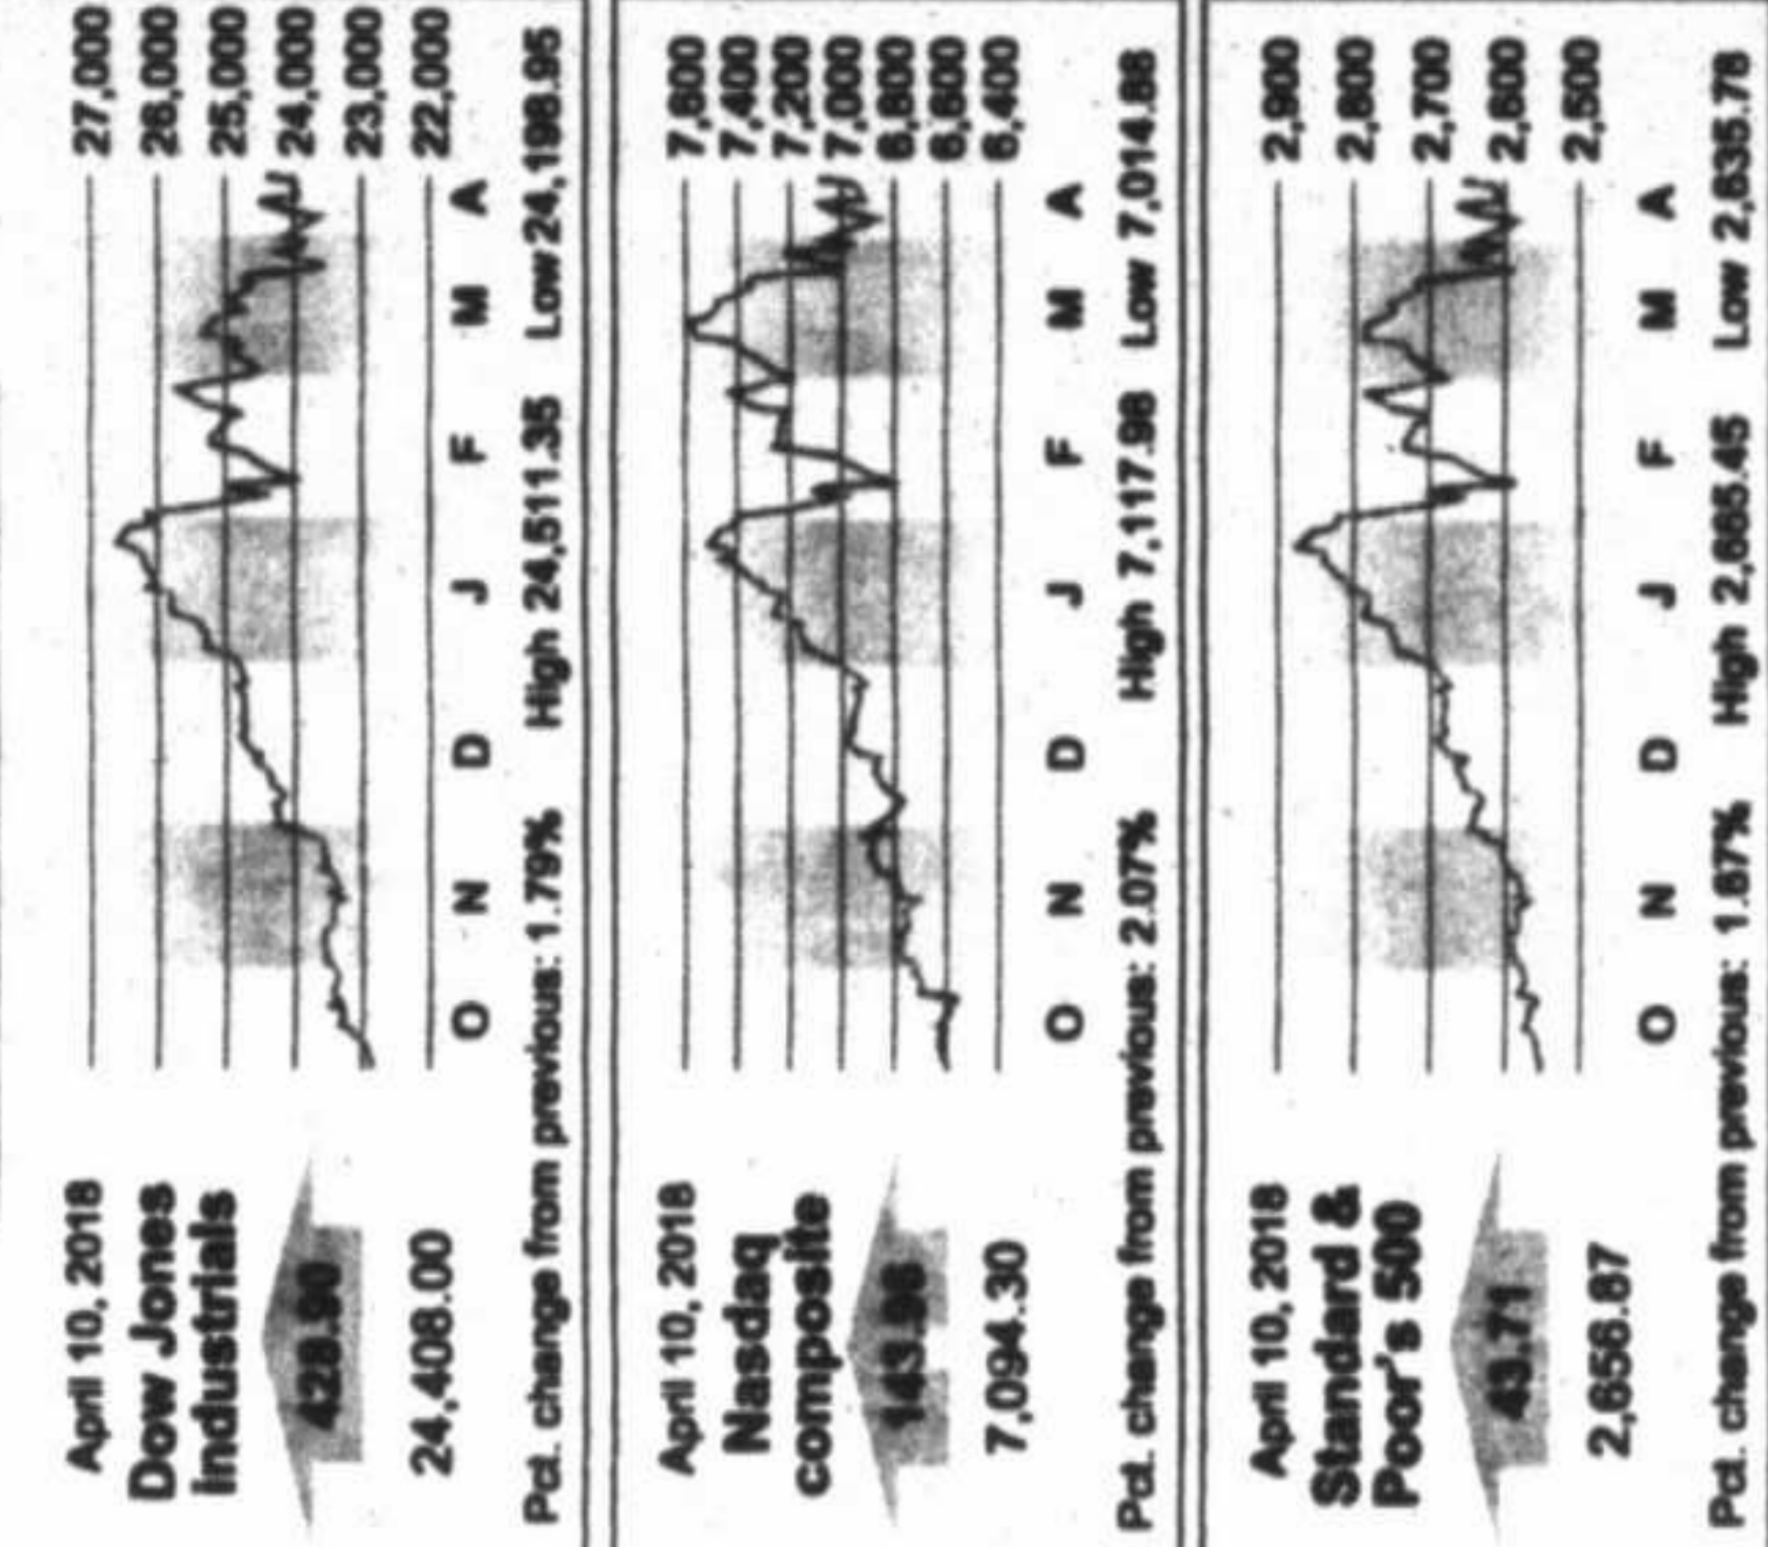 April 10, 2018
Dow Jones
industrials
428.90
24,408.00
27,000
26,000
25,000
24,000
23,000
22,000
O N D J F M A
Pct. change from previous: 1.79% High 24,511.35 Low 24,198.95
April 10, 2018
Nasdaq
composite
143.96
7,094.30
7,600
7,400
7,200
7,000
6,800
6,600
6,400
O N D J F M A
Pct. change from previous: 2.07% High 7,117.98 Low 7,014.88
April 10, 2018
Standard &
Poor's 500
43.71
2,656.87
2,900
2,800
2,700
2,600
2,500
O N D J F M A
Pct. change from previous: 1.67% High 2,665.45 Low 2,635.78